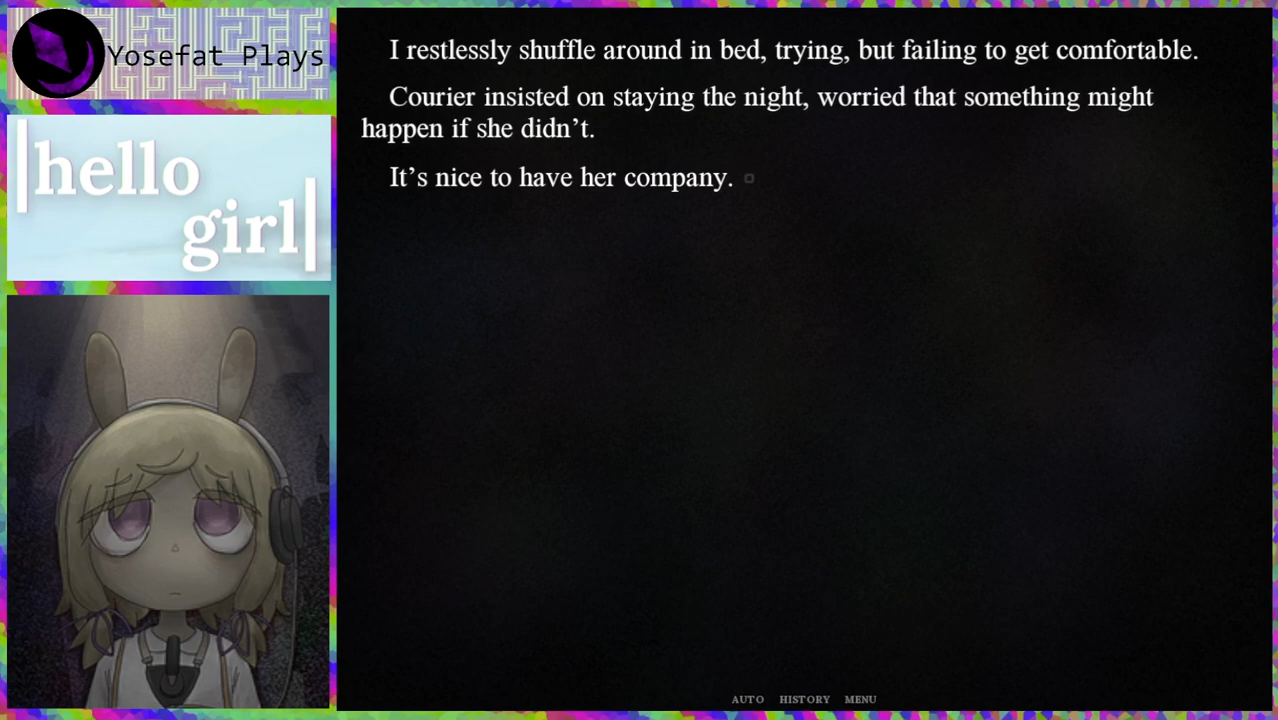 Yosefat Plays
|hello
girl|
I restlessly shuffle around in bed, trying, but failing to get comfortable.
Courier insisted on staying the night, worried that something might
happen if she didn’t.
It’s nice to have her company.
AUTO HISTORY MENU